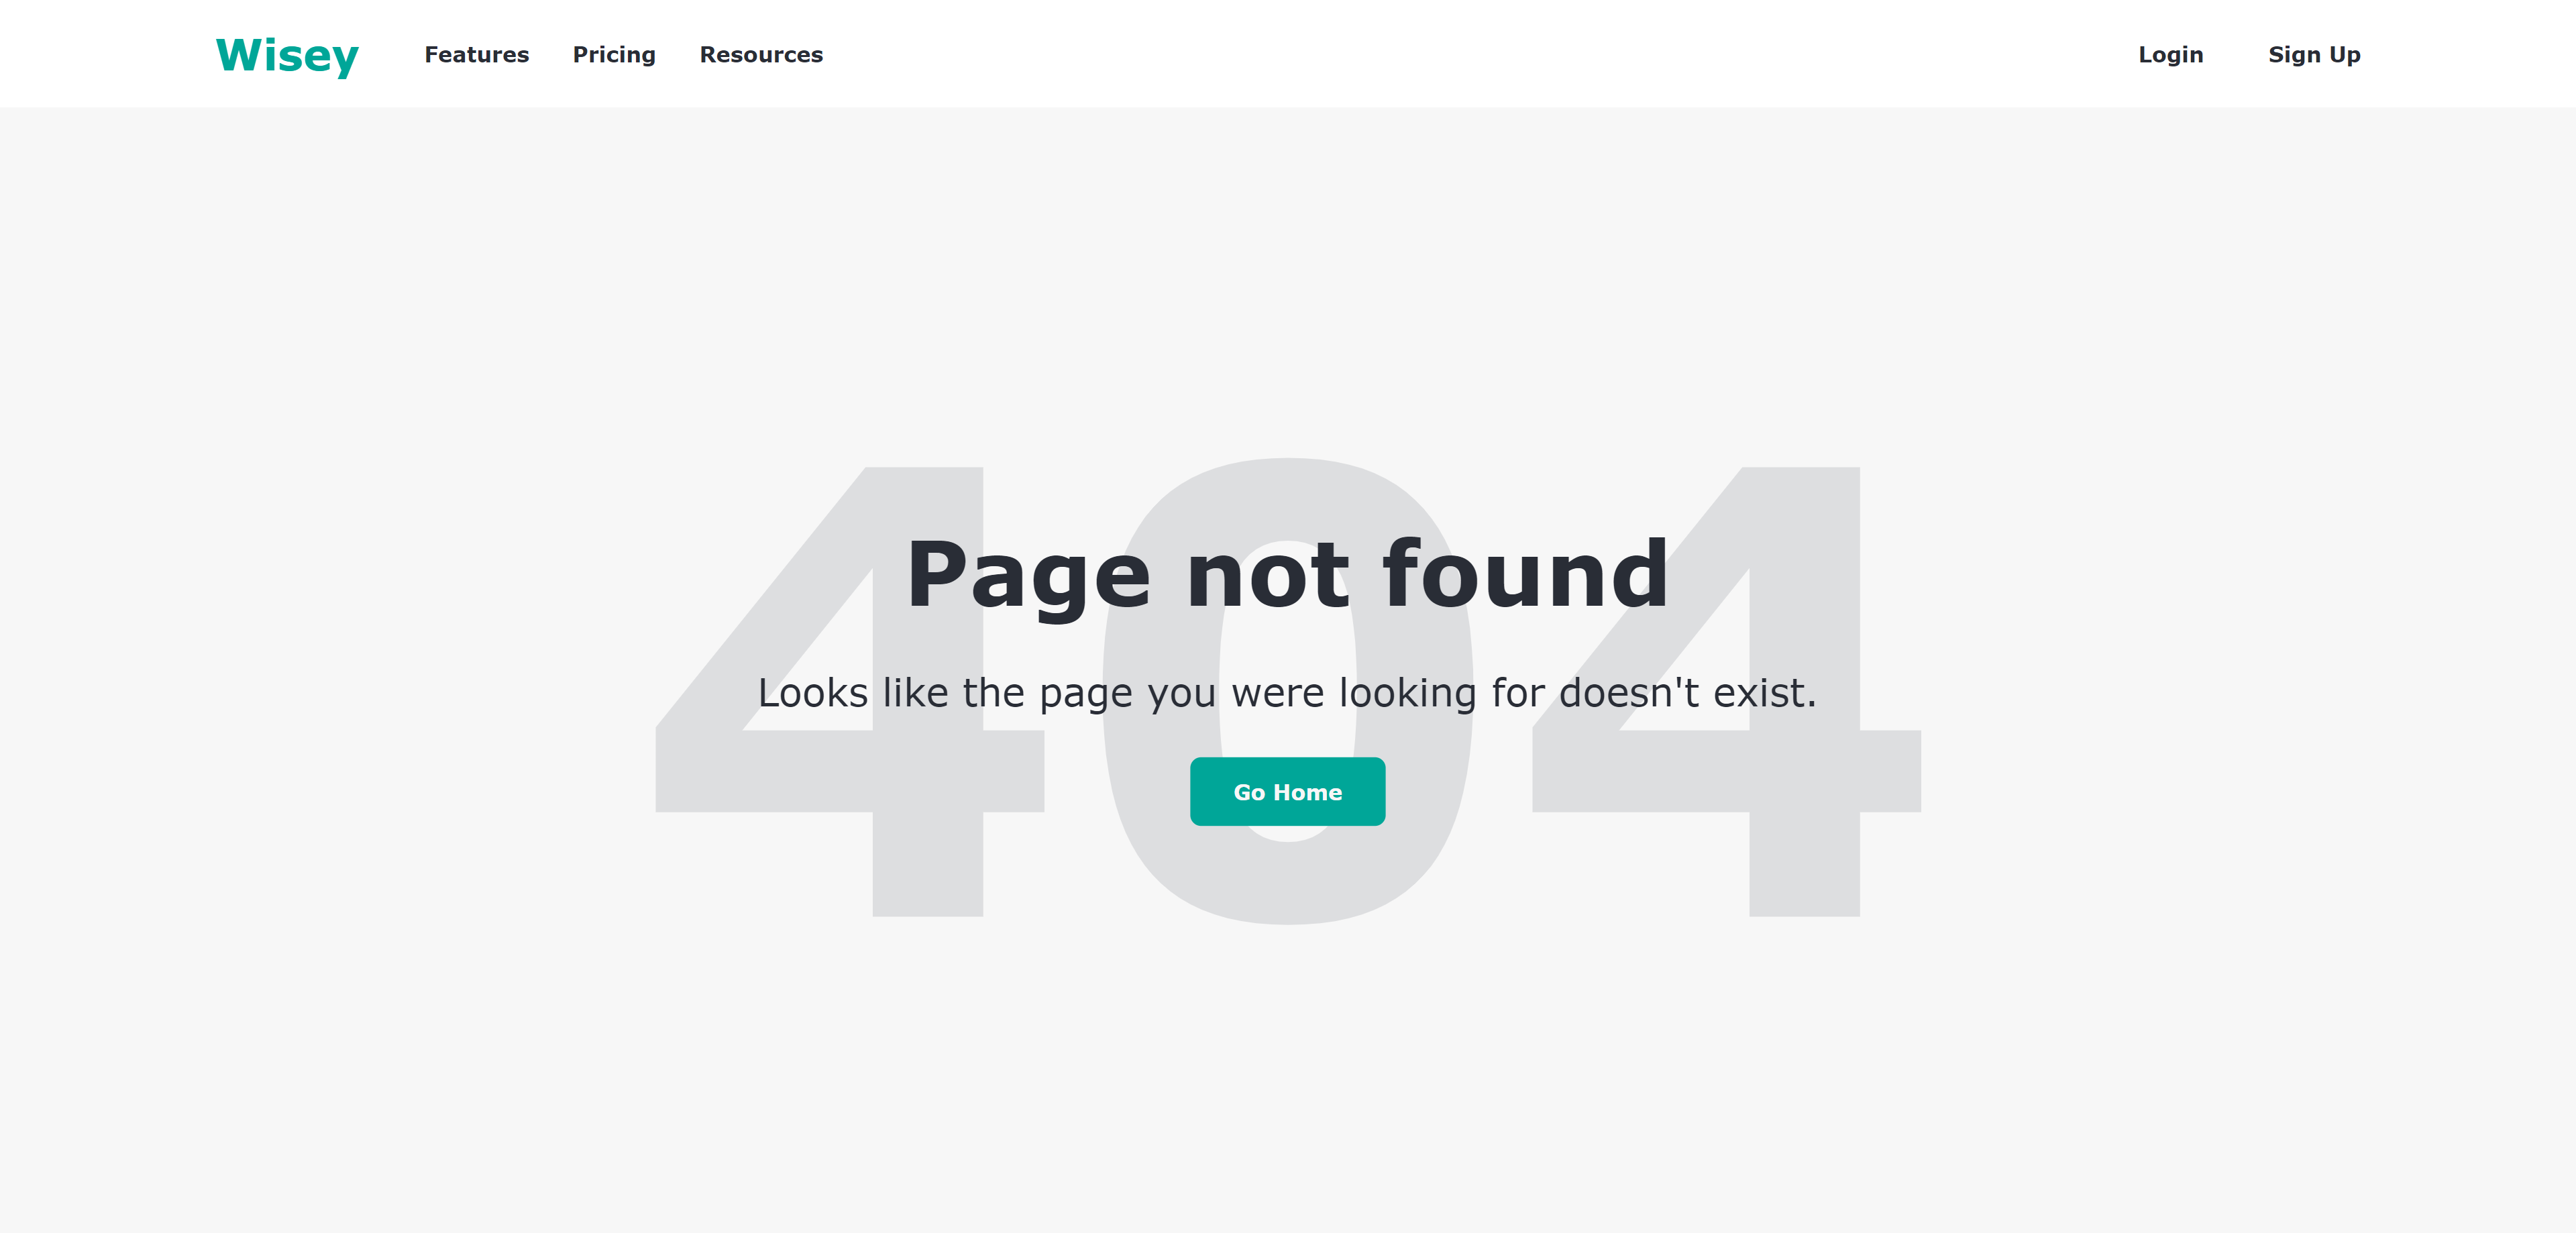 Wisey Features Pricing Resources Login Sign Up
404
Page not found
Looks like the page you were looking for doesn't exist.
Go Home